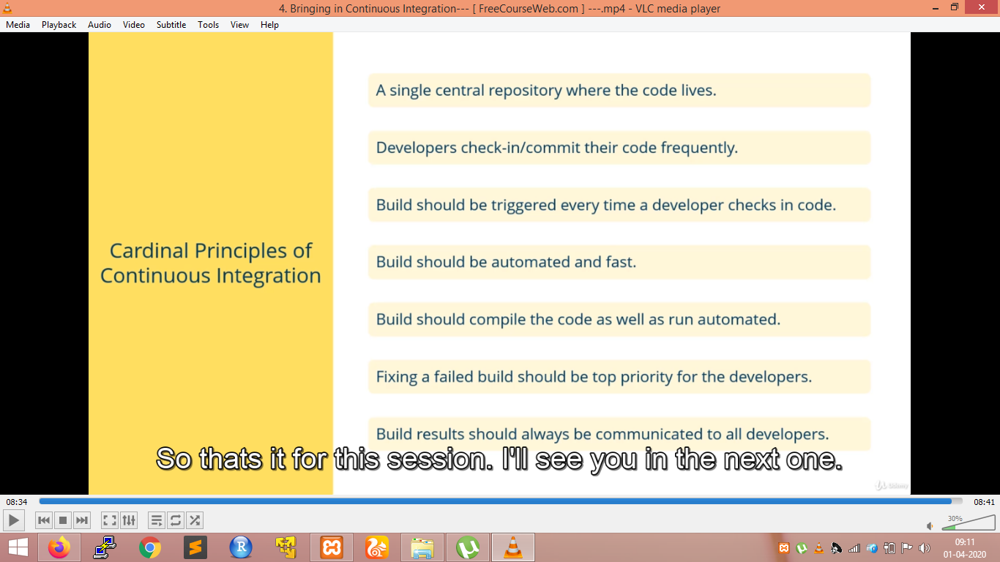 4. Bringing in Continuous Integration--- [ FreeCourseWeb.com ] ---.mp4 - VLC media player
Media Playback Audio Video Subtitle Tools View Help
A single central repository where the code lives.
Developers check-in/commit their code frequently.
Build should be triggered every time a developer checks in code.
Build should be automated and fast.
Cardinal Principles of
Continuous Integration
Build should compile the code as well as run automated.
Fixing a failed build should be top priority for the developers.
Build results should always be communicated to all developers.
So thats it for this session. I'll see you in the next one.
Udemy
08:34
08:41
30%
R
09:11
01-04-2020